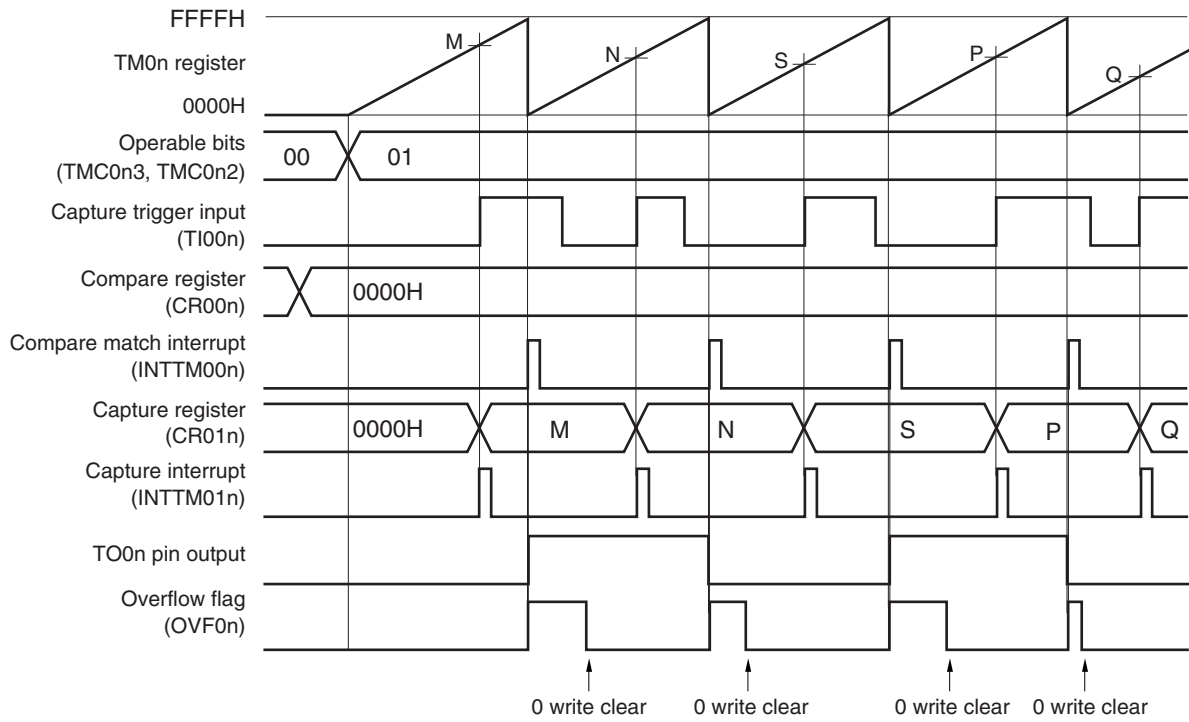 FFFFH
TM0n register
0000H
M
N
S
P
Q
Operable bits
(TMC0n3, TMC0n2)
00
01
Capture trigger input
(TI00n)
Compare register
(CR00n)
0000H
Compare match interrupt
(INTTM00n)
Capture register
(CR01n)
0000H
M
N
S
P
Q
Capture interrupt
(INTTM01n)
TO0n pin output
Overflow flag
(OVF0n)
0 write clear
0 write clear
0 write clear
0 write clear